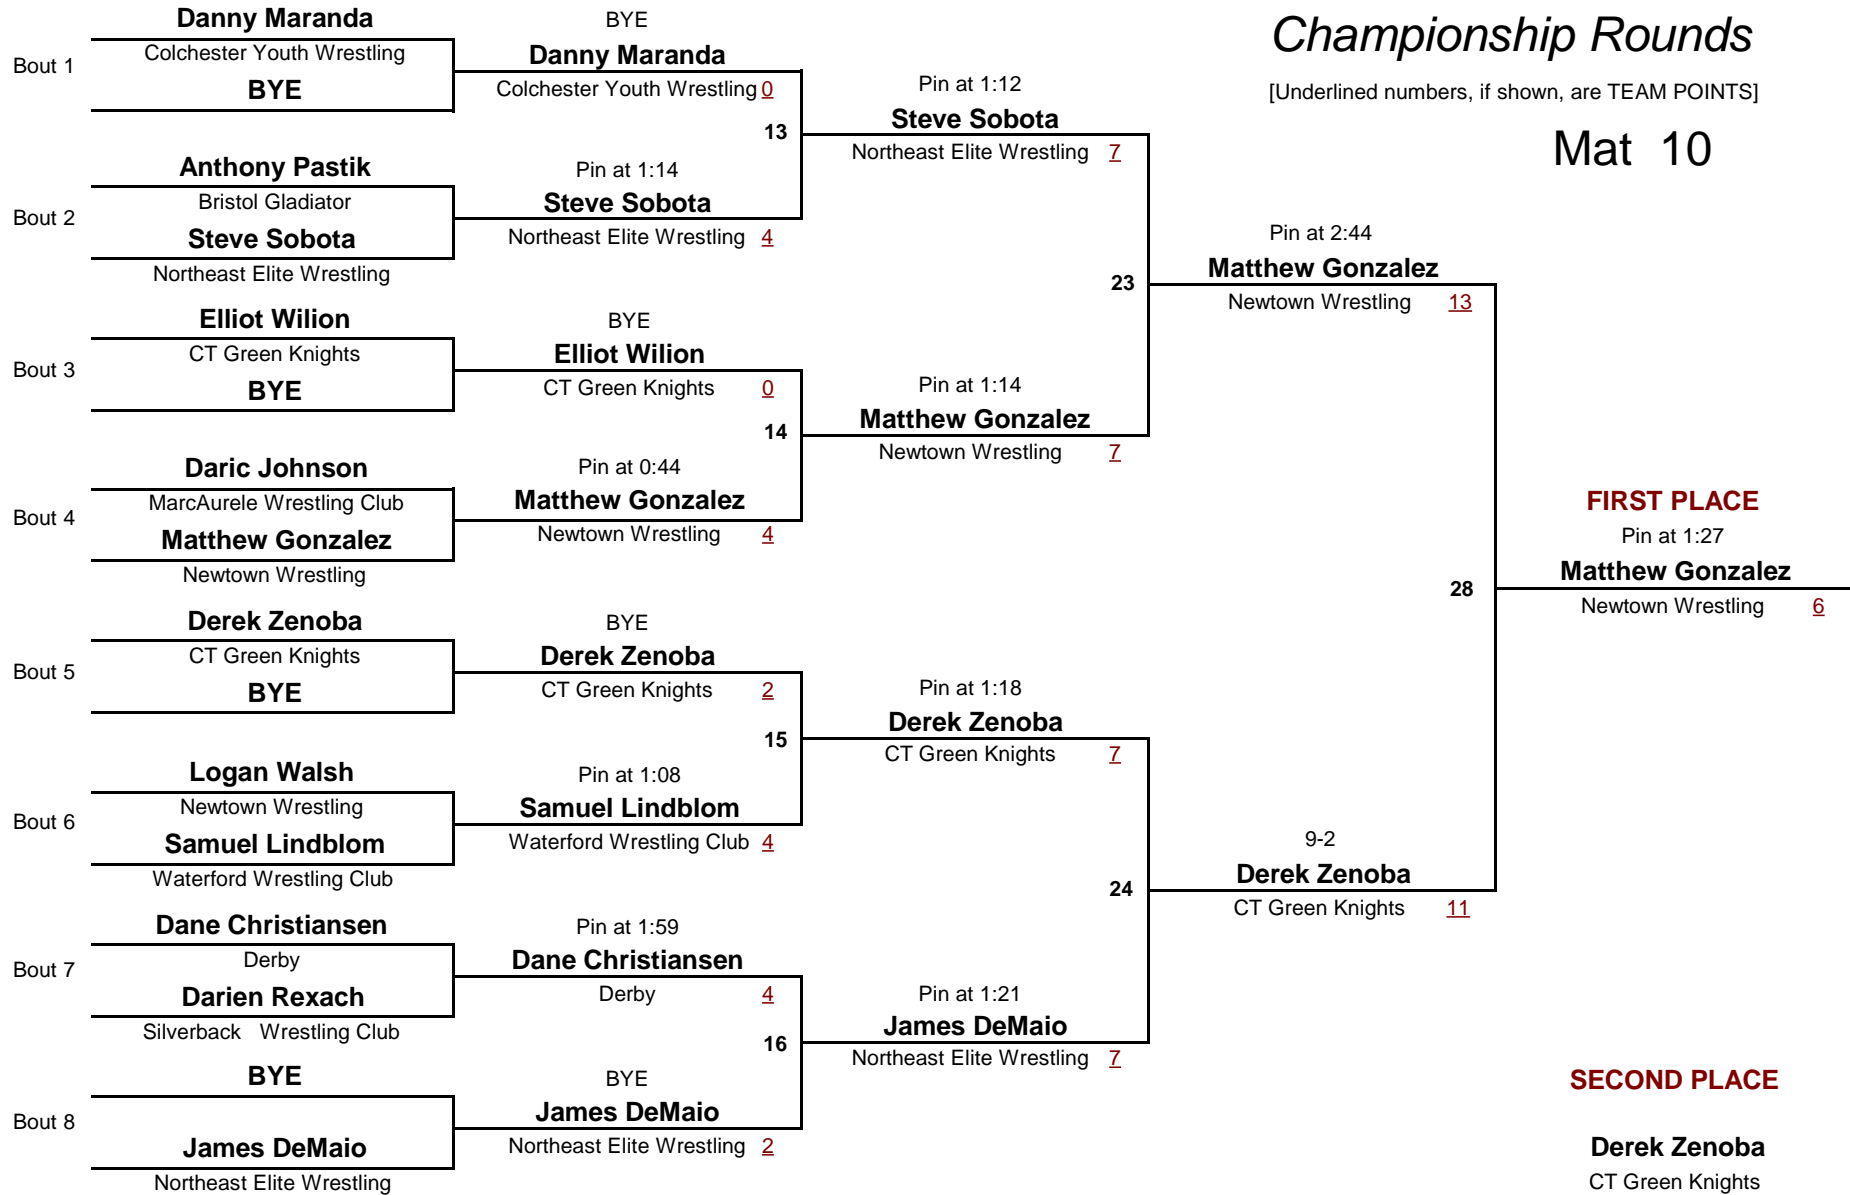 Championship Rounds
[Underlined numbers, if shown, are TEAM POINTS]
Mat 10
Bout 1
Danny Maranda
Colchester Youth Wrestling
BYE
Bout 2
Anthony Pastik
Bristol Gladiator
Steve Sobota
Northeast Elite Wrestling
Bout 3
Elliot Wilion
CT Green Knights
BYE
Bout 4
Daric Johnson
MarcAurele Wrestling Club
Matthew Gonzalez
Newtown Wrestling
Bout 5
Derek Zenoba
CT Green Knights
BYE
Bout 6
Logan Walsh
Newtown Wrestling
Samuel Lindblom
Waterford Wrestling Club
Bout 7
Dane Christiansen
Derby
Darien Rexach
Silverback Wrestling Club
Bout 8
BYE
James DeMaio
Northeast Elite Wrestling
BYE
Danny Maranda
Colchester Youth Wrestling 0
13
Pin at 1:14
Steve Sobota
Northeast Elite Wrestling 4
BYE
Elliot Wilion
CT Green Knights 0
14
Pin at 0:44
Matthew Gonzalez
Newtown Wrestling 4
BYE
Derek Zenoba
CT Green Knights 2
15
Pin at 1:08
Samuel Lindblom
Waterford Wrestling Club 4
Pin at 1:59
Dane Christiansen
Derby 4
16
BYE
James DeMaio
Northeast Elite Wrestling 2
Pin at 1:12
Steve Sobota
Northeast Elite Wrestling 7
23
Pin at 1:14
Matthew Gonzalez
Newtown Wrestling 7
Pin at 1:18
Derek Zenoba
CT Green Knights 7
24
Pin at 1:21
James DeMaio
Northeast Elite Wrestling 7
Pin at 2:44
Matthew Gonzalez
Newtown Wrestling 13
28
9-2
Derek Zenoba
CT Green Knights 11
FIRST PLACE
Pin at 1:27
Matthew Gonzalez
Newtown Wrestling 6
SECOND PLACE
Derek Zenoba
CT Green Knights